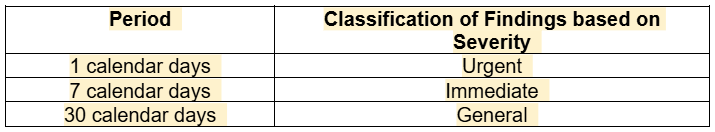 Period Classification of Findings based on
Severity
1 calendar days Urgent
7 calendar days Immediate
30 calendar days General